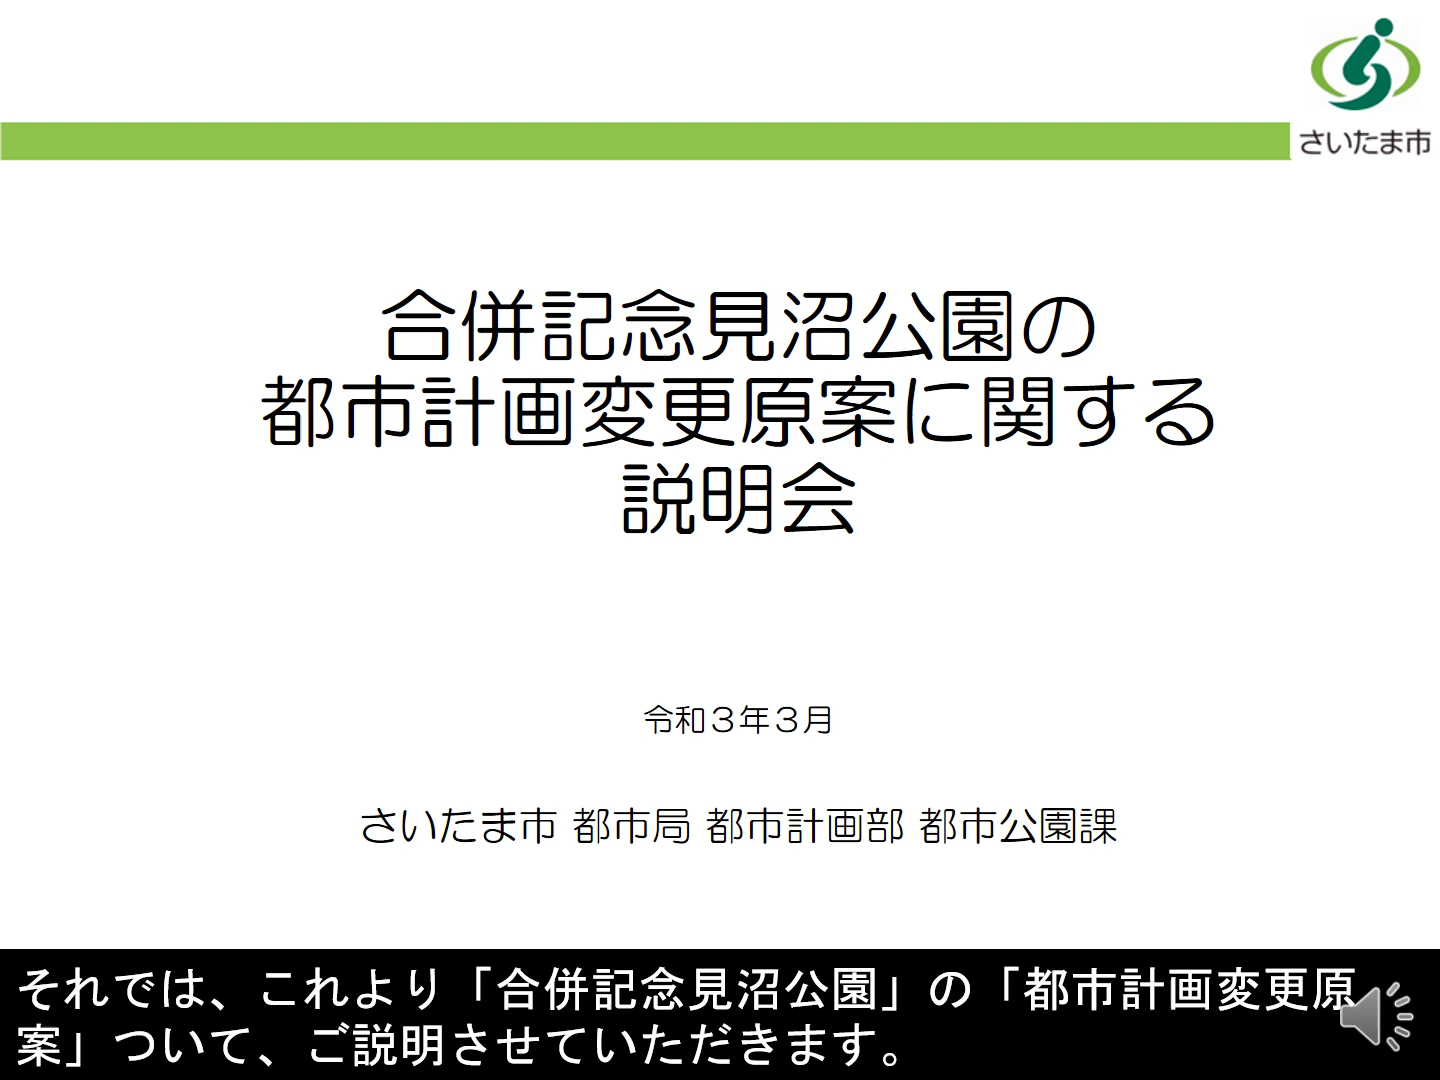 さいたま市
合併記念見沼公園の
都市計画変更原案に関する
説明会
令和３年３月
さいたま市 都市局 都市計画部 都市公園課
それでは、これより「合併記念見沼公園」の「都市計画変更原
案」ついて、ご説明させていただきます。